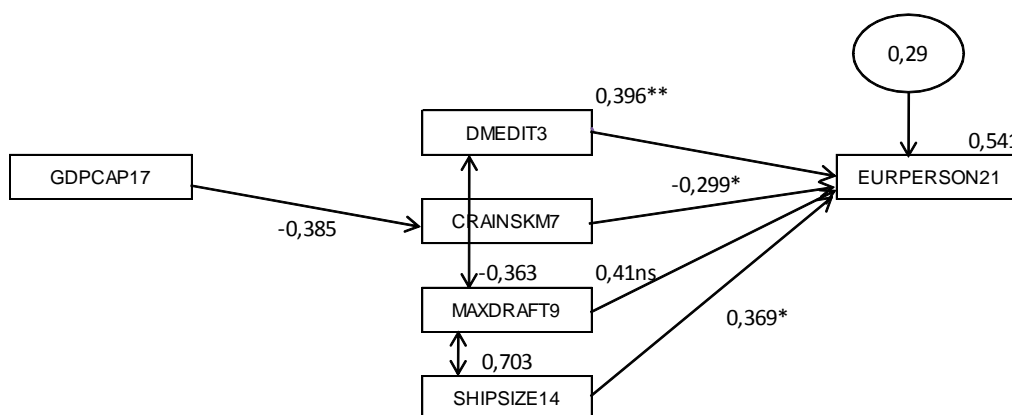 0,29
0,396**
DMEDIT3
0,541
GDPCAP17
EURPERSON21
-0,299*
-0,385
CRAINSKM7
-0,363
0,41ns
MAXDRAFT9
0,369*
0,703
SHIPSIZE14